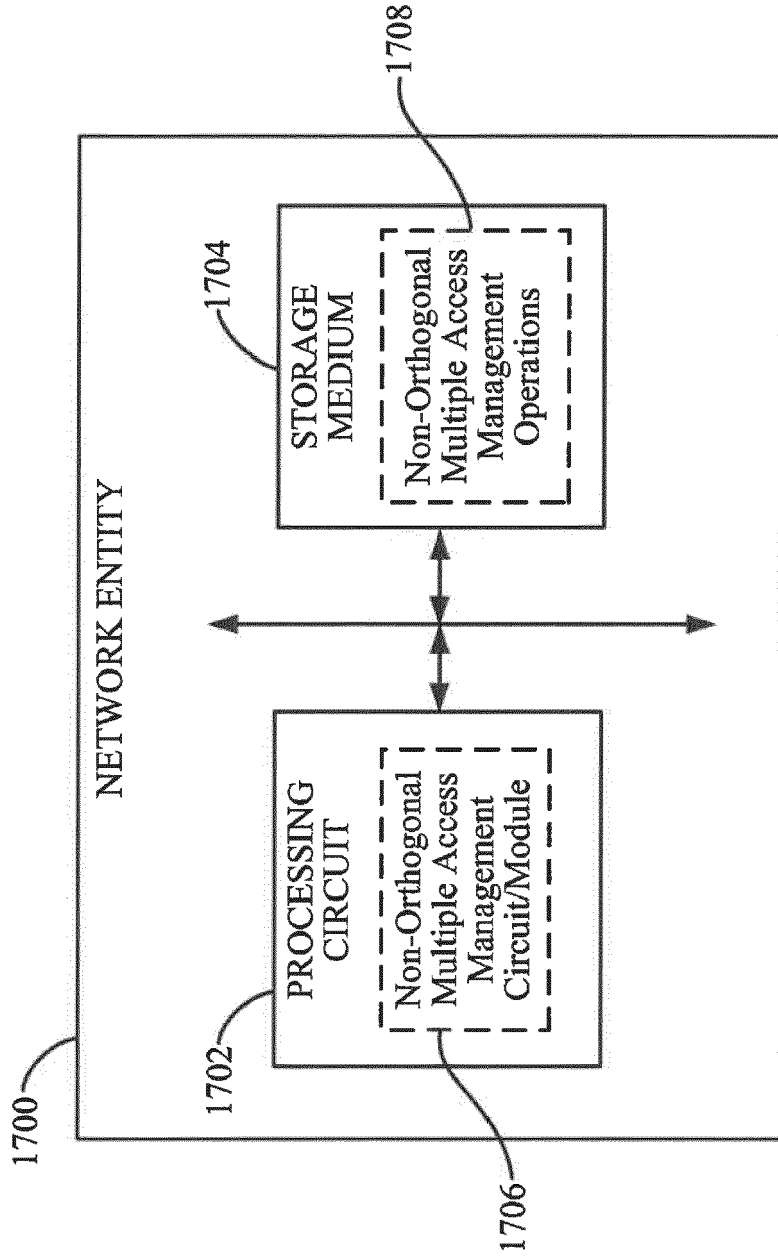 1700
NETWORK ENTITY
1702
PROCESSING
CIRCUIT
Non-Orthogonal
Multiple Access
Management
Circuit/Module
1706
1704
STORAGE
MEDIUM
Non-Orthogonal
Multiple Access
Management
Operations
1708